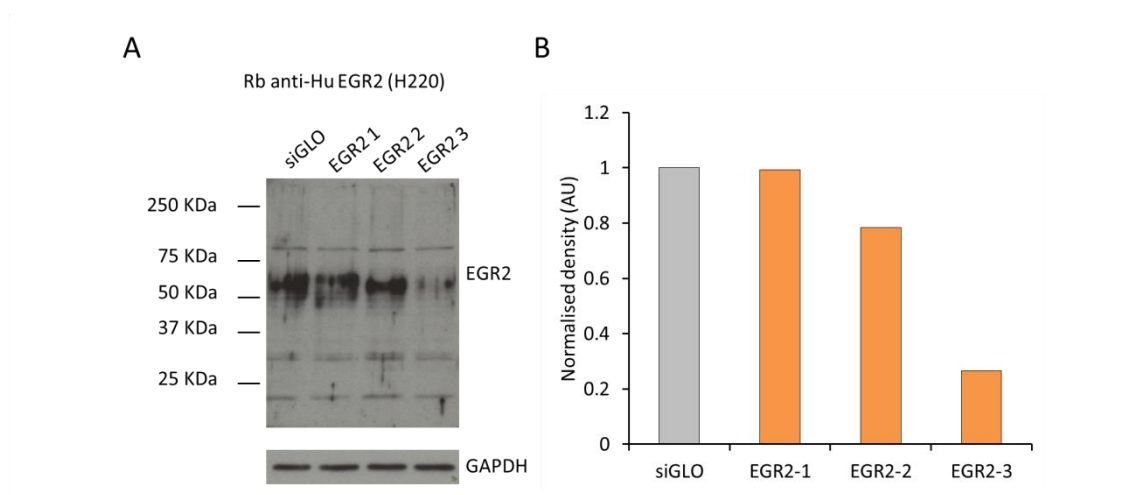 A
Rb anti-Hu EGR2 (H220)
siGLO
EGR2 1
EGR2 2
EGR2 3
250 KDa
75 KDa
50 KDa
37 KDa
25 KDa
EGR2
GAPDH
B
Normalised density (AU)
1.2
1
0.8
0.6
0.4
0.2
0
siGLO
EGR2-1
EGR2-2
EGR2-3